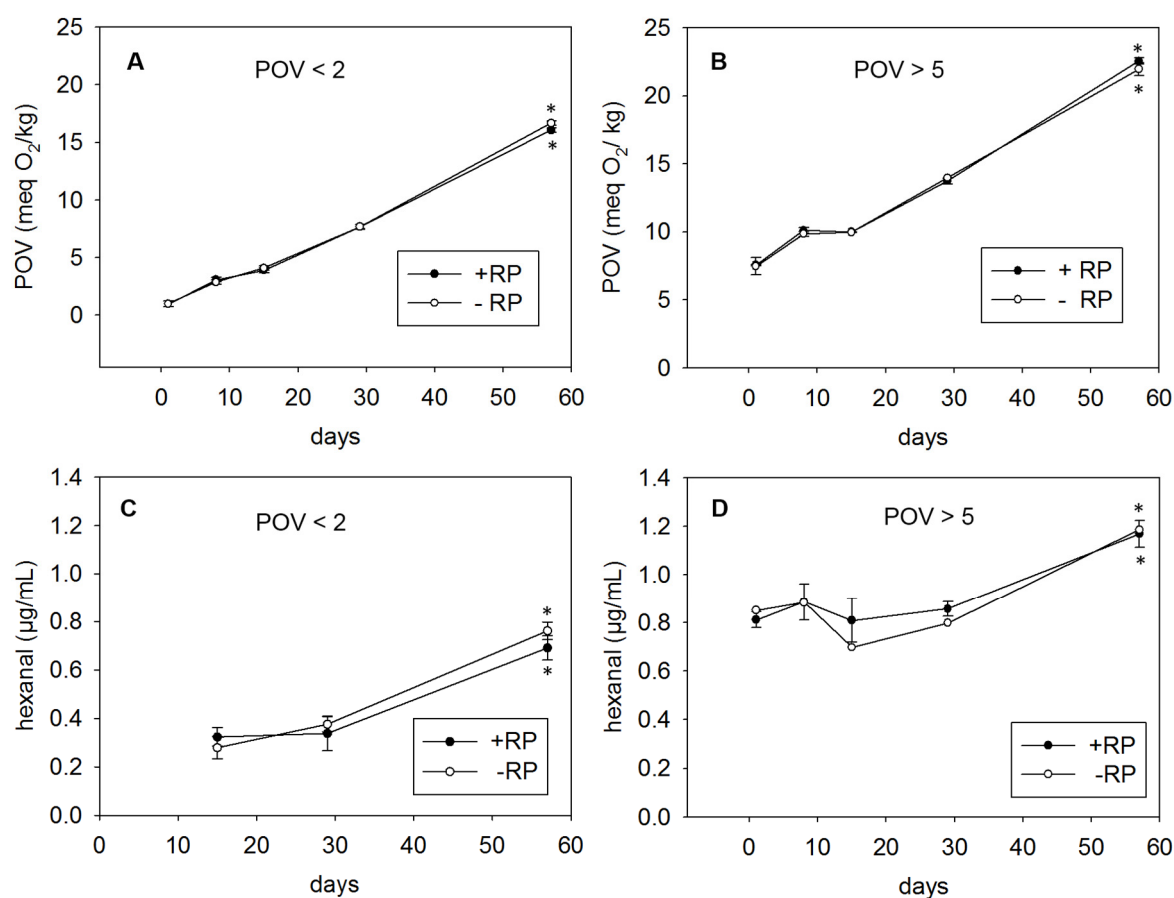 A
POV < 2
POV (meq O2/kg)
25
20
15
10
5
0
*
*
+RP
- RP
0 10 20 30 40 50 60
days
B
POV > 5
POV (meq O2/ kg)
25
20
15
10
5
0
*
*
+ RP
- RP
0 10 20 30 40 50 60
days
C
POV < 2
hexanal (µg/mL)
1.4
1.2
1.0
0.8
0.6
0.4
0.2
0.0
*
*
+RP
-RP
0 10 20 30 40 50 60
days
D
POV > 5
hexanal (µg/mL)
1.4
1.2
1.0
0.8
0.6
0.4
0.2
0.0
*
*
+RP
-RP
0 10 20 30 40 50 60
days